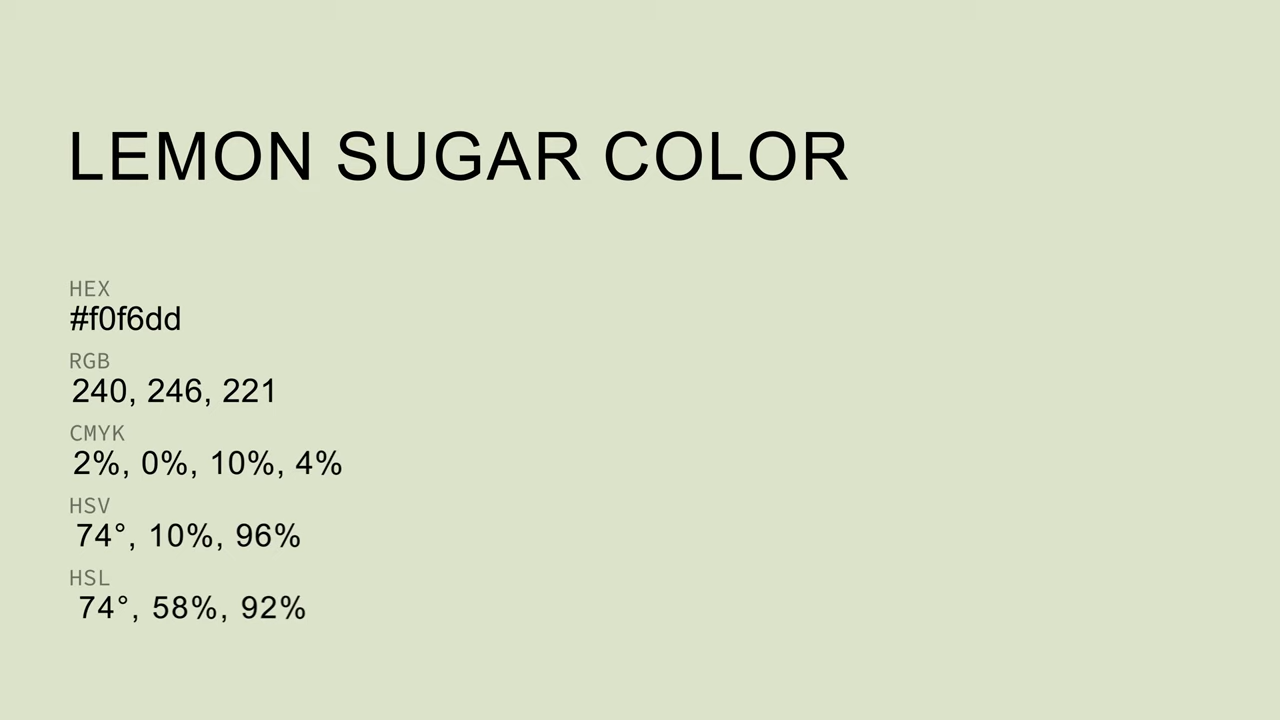 LEMON SUGAR COLOR
HEX
#f0f6dd
RGB
240, 246, 221
CMYK
2%, 0%, 10%, 4%
HSV
74°, 10%, 96%
HSL
74°, 58%, 92%